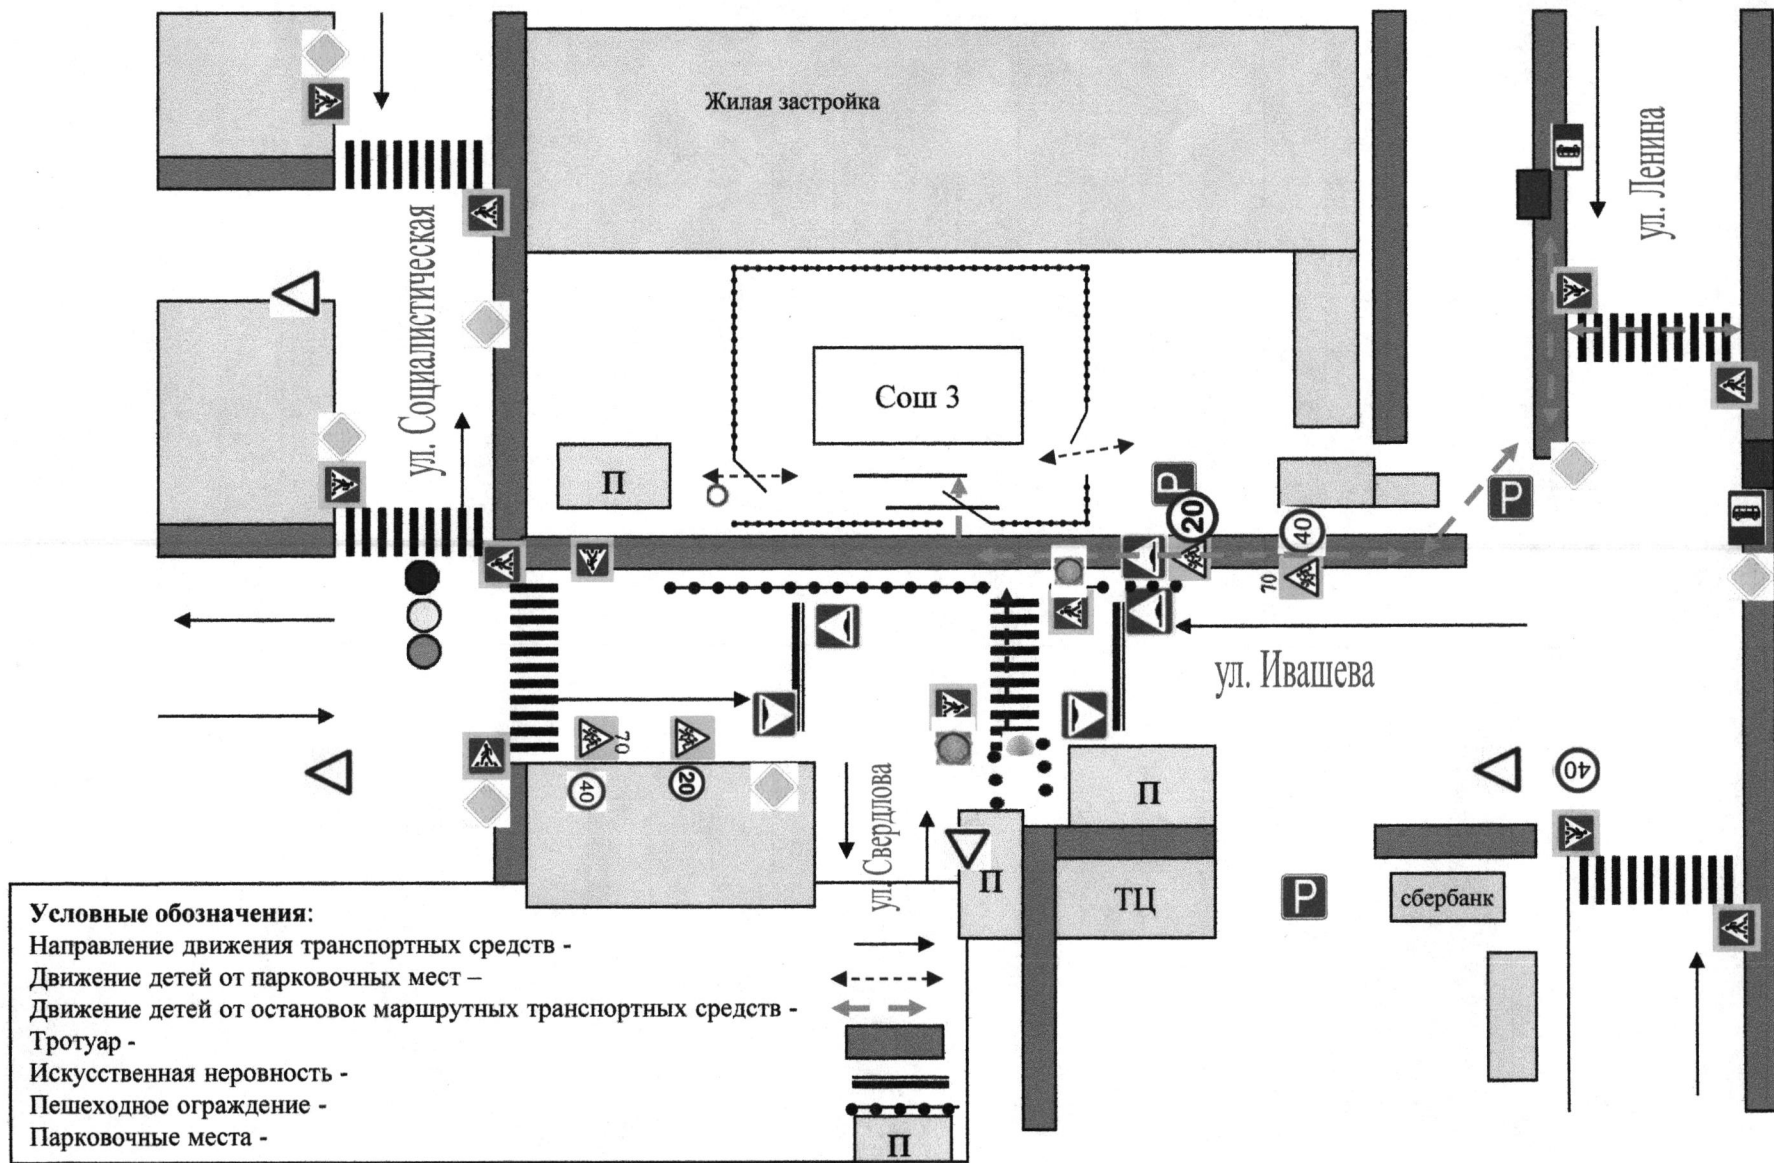 Жилая застройка
ул. Социалистическая
ул. Ленина
Сош 3
П
P
20
40
P
70
ул. Ивашева
70
40
20
ул. Свердлова
П
40
П
ТЦ
P
сбербанк
Условные обозначения:
Направление движения транспортных средств -
Движение детей от парковочных мест –
Движение детей от остановок маршрутных транспортных средств -
Тротуар -
Искусственная неровность -
Пешеходное ограждение -
Парковочные места -
П